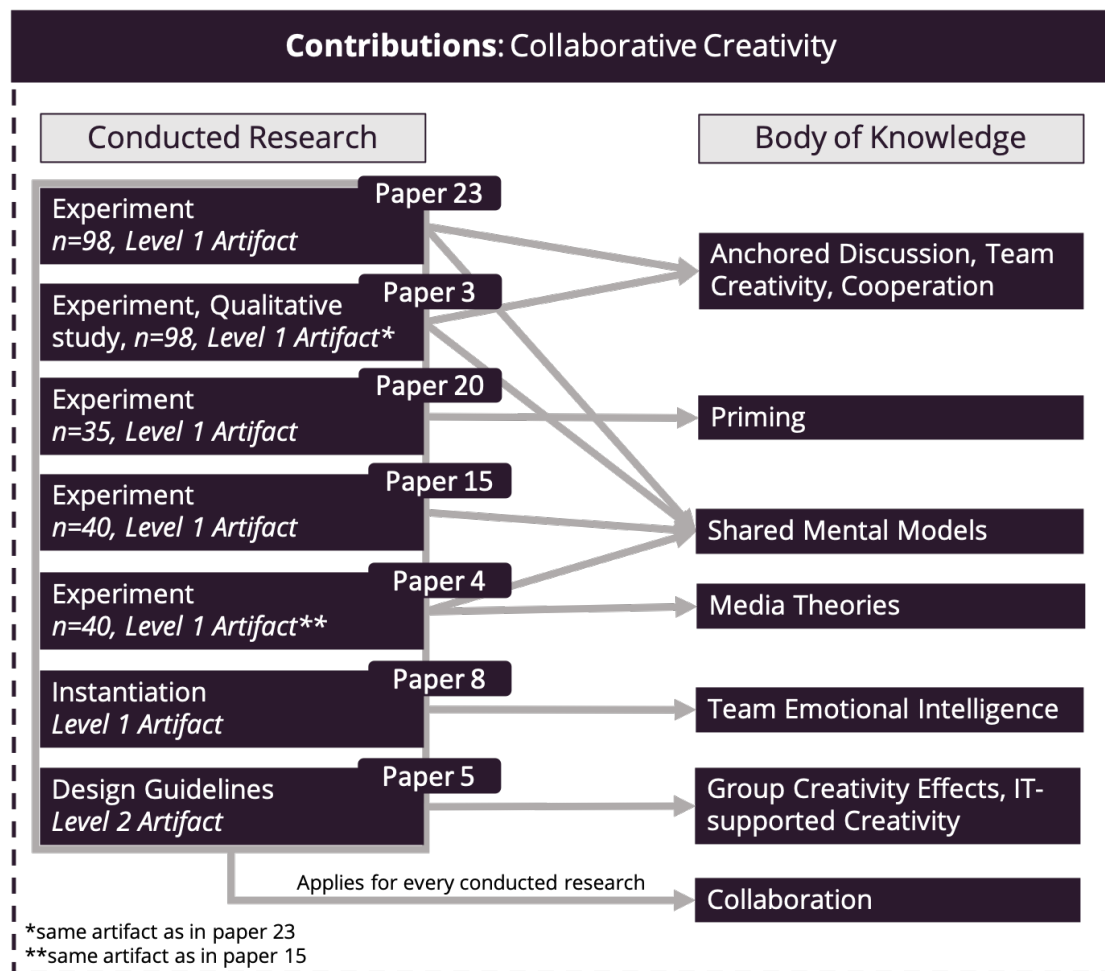 Contributions: Collaborative Creativity
Conducted Research
Body of Knowledge
Paper 23
Experiment
n=98, Level 1 Artifact
Paper 3
Experiment, Qualitative
study, n=98, Level 1 Artifact*
Paper 20
Experiment
n=35, Level 1 Artifact
Paper 15
Experiment
n=40, Level 1 Artifact
Paper 4
Experiment
n=40, Level 1 Artifact**
Paper 8
Instantiation
Level 1 Artifact
Paper 5
Design Guidelines
Level 2 Artifact
Anchored Discussion, Team
Creativity, Cooperation
Priming
Shared Mental Models
Media Theories
Team Emotional Intelligence
Group Creativity Effects, IT-
supported Creativity
Applies for every conducted research
Collaboration
*same artifact as in paper 23
**same artifact as in paper 15